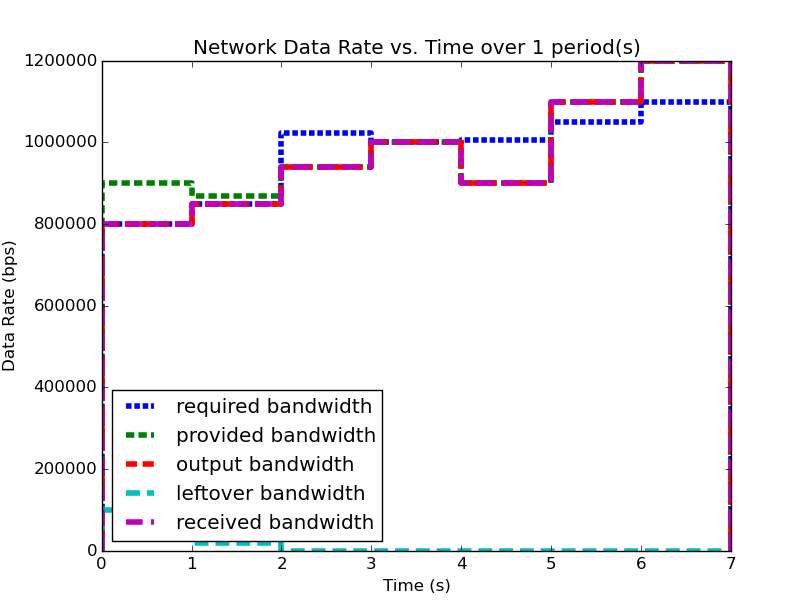 Network Data Rate vs. Time over 1 period(s)
1200000
1000000
800000
600000
400000
200000
0
Data Rate (bps)
required bandwidth
provided bandwidth
output bandwidth
leftover bandwidth
received bandwidth
0 1 2 3 4 5 6 7
Time (s)